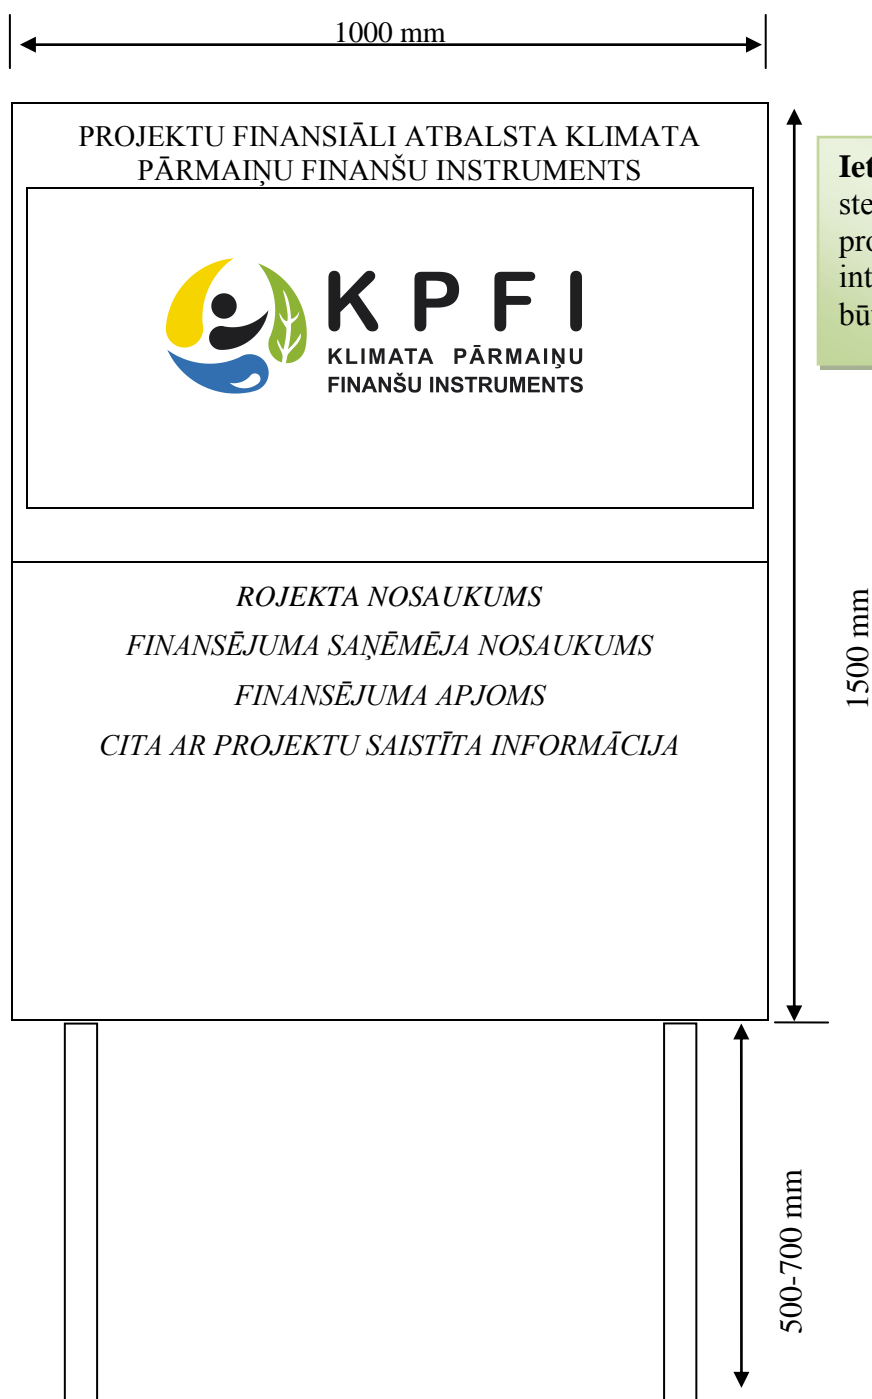 1000 mm
PROJEKTU FINANSIĀLI ATBALSTA KLIMATA
PĀRMAIŅU FINANŠU INSTRUMENTS
KPFI
KLIMATA PĀRMAIŅU
FINANŠU INSTRUMENTS
ROJEKTA NOSAUKUMS
FINANSĒJUMA SAŅĒMĒJA NOSAUKUMS
FINANSĒJUMA APJOMS
CITA AR PROJEKTU SAISTĪTA INFORMĀCIJA
1500 mm
500-700 mm